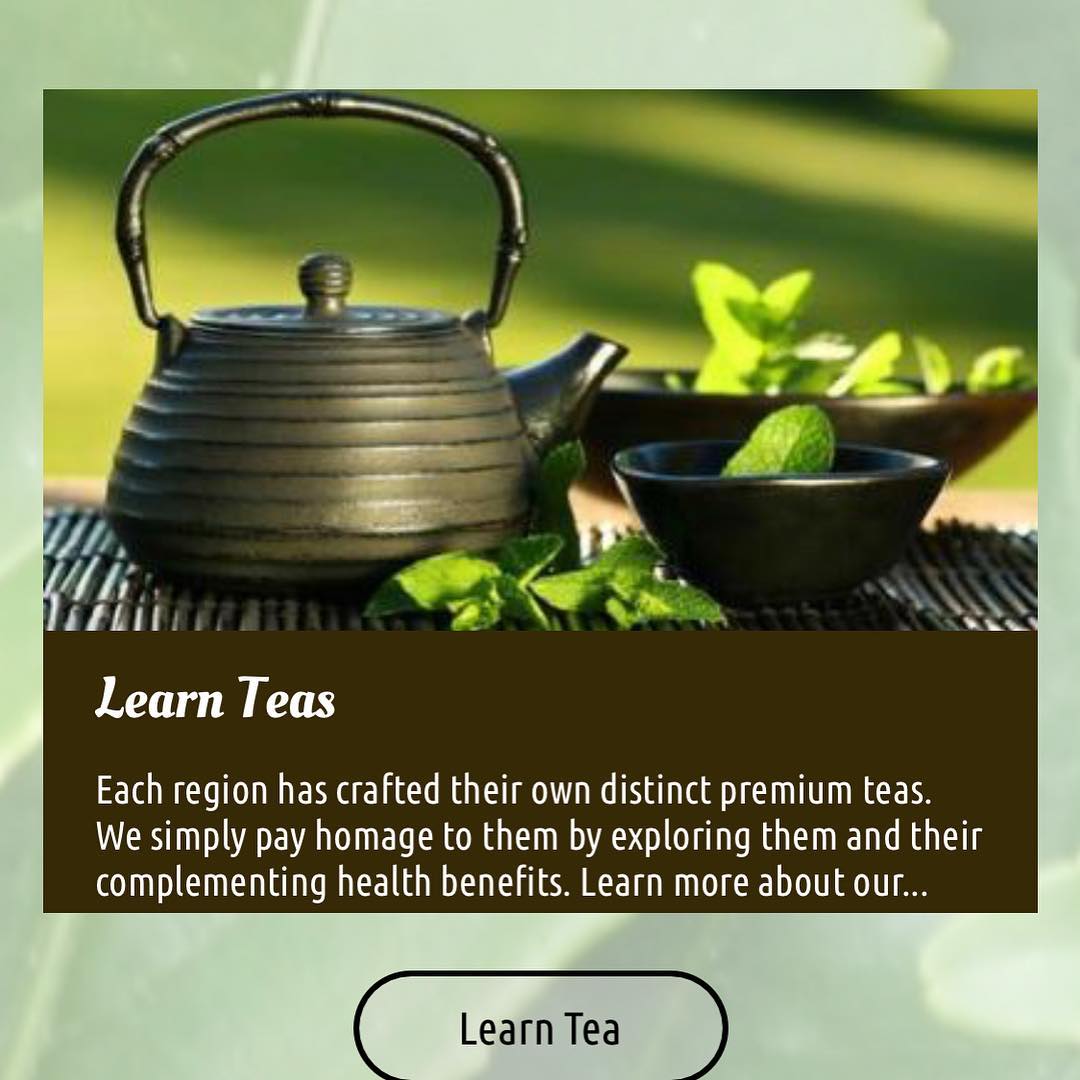 Learn Teas
Each region has crafted their own distinct premium teas.
We simply pay homage to them by exploring them and their
complementing health benefits. Learn more about our...
Learn Tea